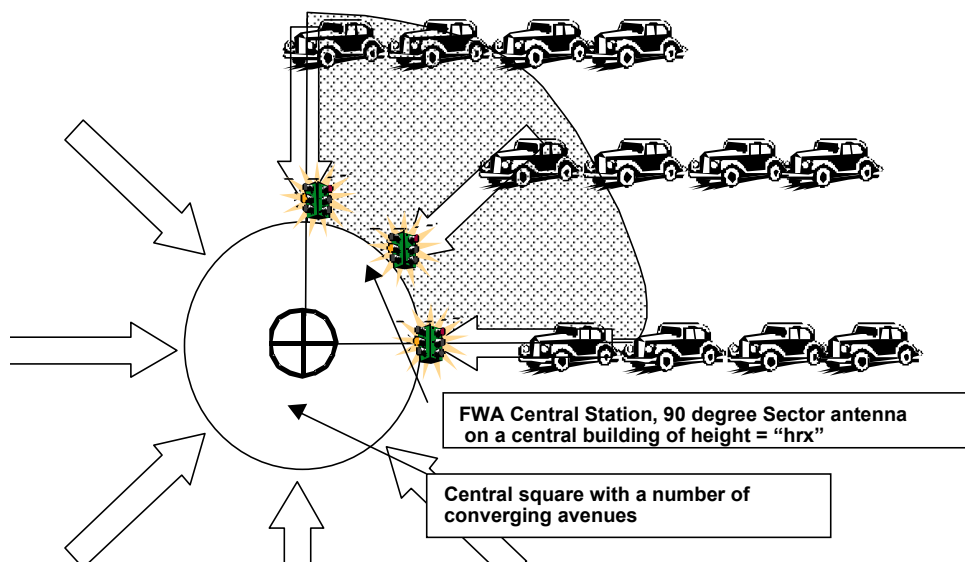 FWA Central Station, 90 degree Sector antenna
on a central building of height = “hrx”
Central square with a number of
converging avenues